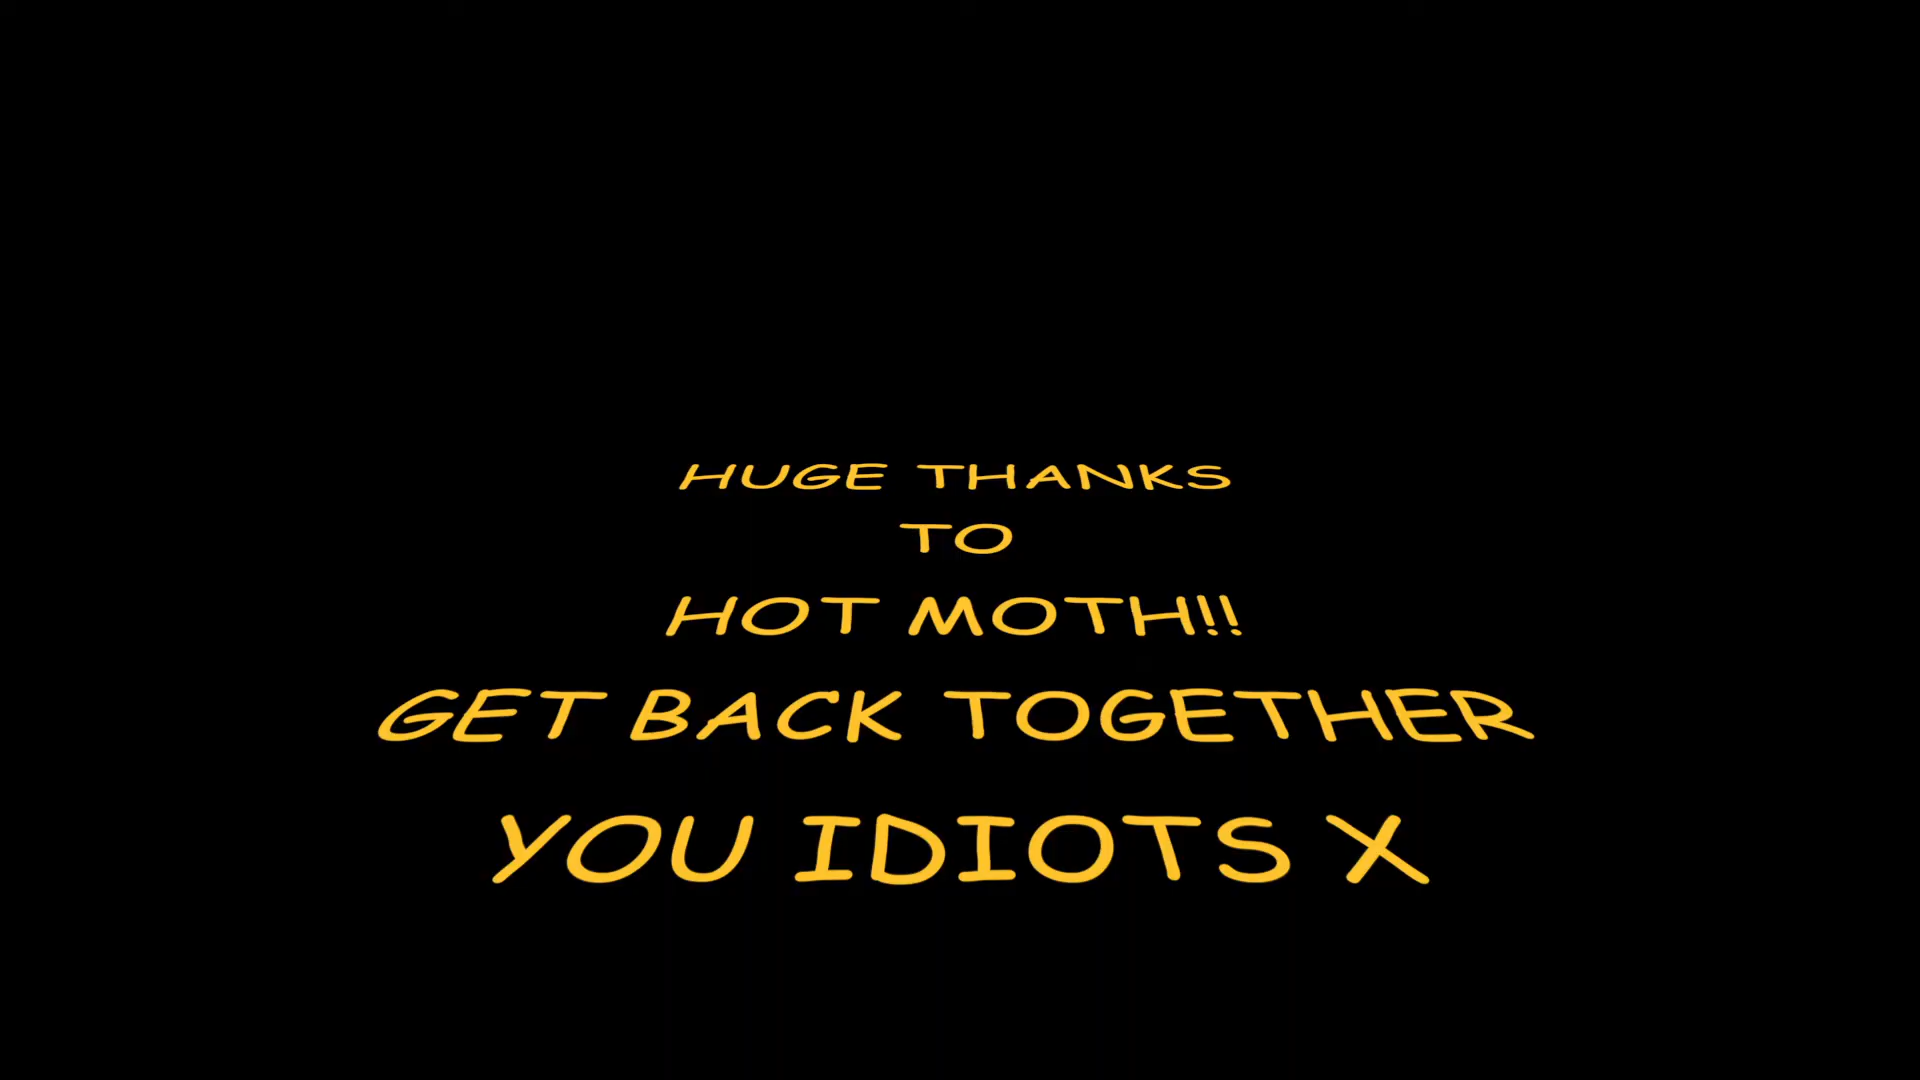 HUGE THANKS
TO
HOT MOTH!!
GET BACK TOGETHER
YOU IDIOTS X